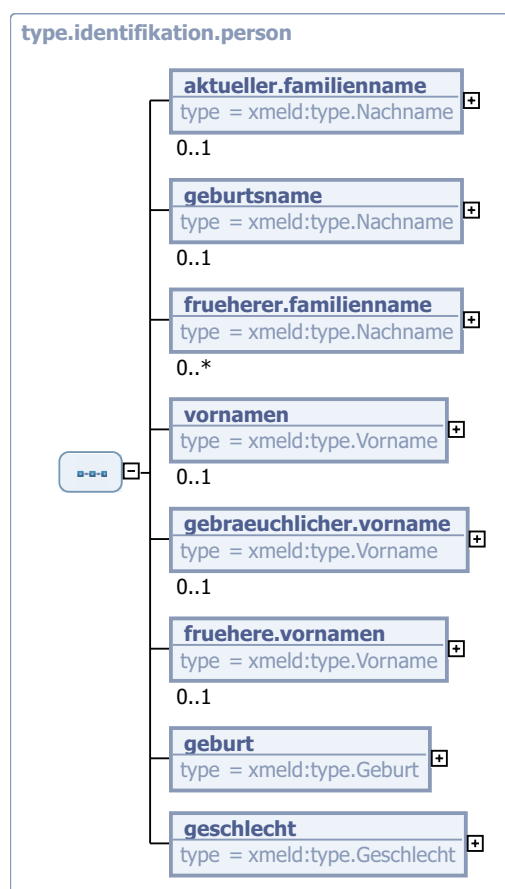 type.identifikation.person
aktueller.familienname
type = xmeld:type.Nachname
0..1
geburtsname
type = xmeld:type.Nachname
0..1
frueherer.familienname
type = xmeld:type.Nachname
0..*
vornamen
type = xmeld:type.Vorname
0..1
gebraeuchlicher.vorname
type = xmeld:type.Vorname
0..1
fruehere.vornamen
type = xmeld:type.Vorname
0..1
geburt
type = xmeld:type.Geburt
geschlecht
type = xmeld:type.Geschlecht